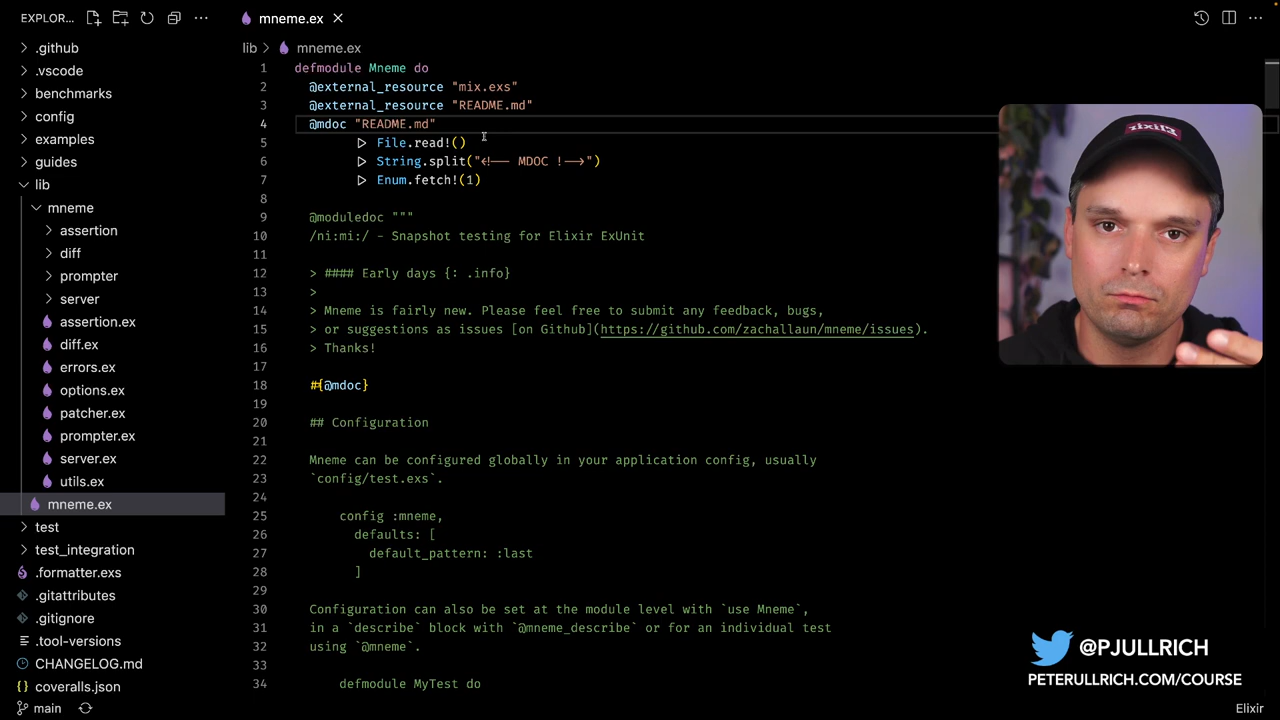 EXPLOR...
mneme.ex
.github
.vscode
benchmarks
config
examples
guides
lib
mneme
assertion
diff
prompter
server
assertion.ex
diff.ex
errors.ex
options.ex
patcher.ex
prompter.ex
server.ex
utils.ex
mneme.ex
test
test_integration
.formatter.exs
.gitattributes
.gitignore
.tool-versions
CHANGELOG.md
coveralls.json
main
lib > mneme.ex
1 defmodule Mneme do
2 @external_resource "mix.exs"
3 @external_resource "README.md"
4 @mdoc "README.md"
5 |> File.read!()
6 |> String.split("<!-- MDOC !-->")
7 |> Enum.fetch!(1)
8
9 @moduledoc """
10 /ni:mi:/ - Snapshot testing for Elixir ExUnit
11
12 > #### Early days {: .info}
13 >
14 > Mneme is fairly new. Please feel free to submit any feedback, bugs,
15 > or suggestions as issues [on Github](https://github.com/zachallaun/mneme/issues).
16 > Thanks!
17
18 #{@mdoc}
19
20 ## Configuration
21
22 Mneme can be configured globally in your application config, usually
23 `config/test.exs`.
24
25 config :mneme,
26 defaults: [
27 default_pattern: :last
28 ]
29
30 Configuration can also be set at the module level with `use Mneme`,
31 in a `describe` block with `@mneme_describe` or for an individual test
32 using `@mneme`.
33
34 defmodule MyTest do
elixir
@PJULLRICH
PETERULLRICH.COM/COURSE
Elixir